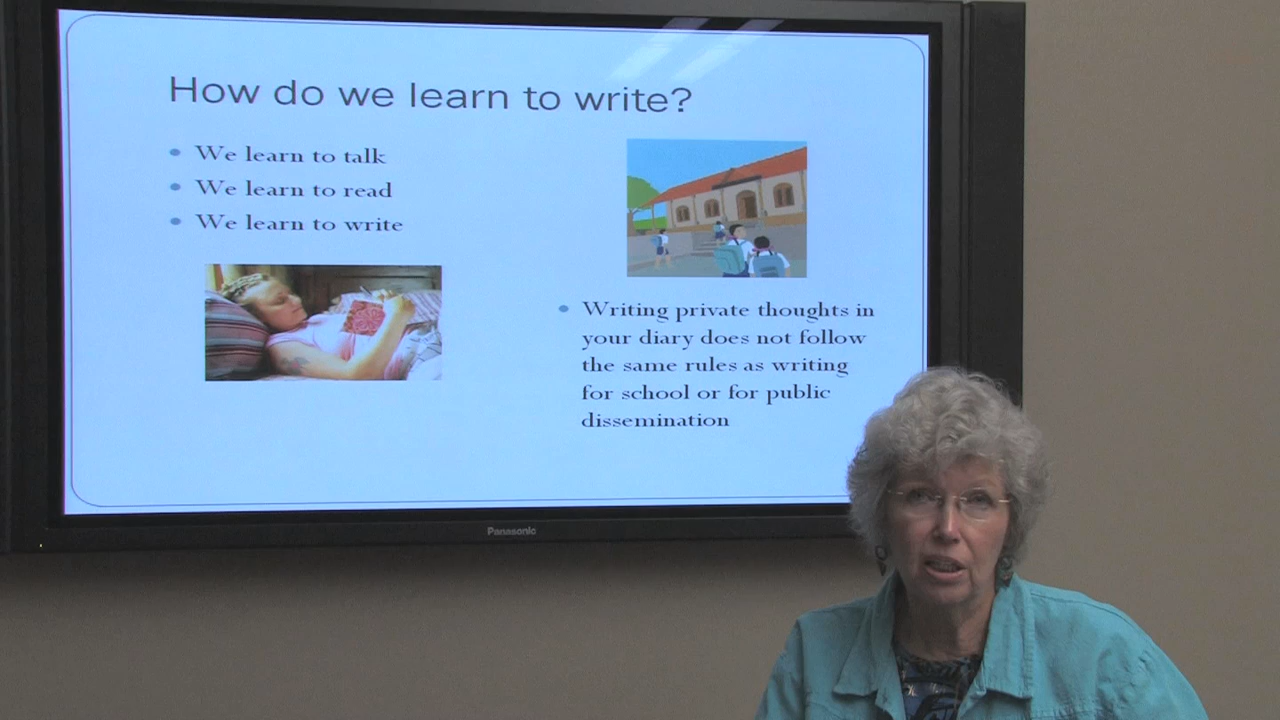 How do we learn to write?
We learn to talk
We learn to read
We learn to write
Writing private thoughts in
your diary does not follow
the same rules as writing
for school or for public
dissemination
Panasonic